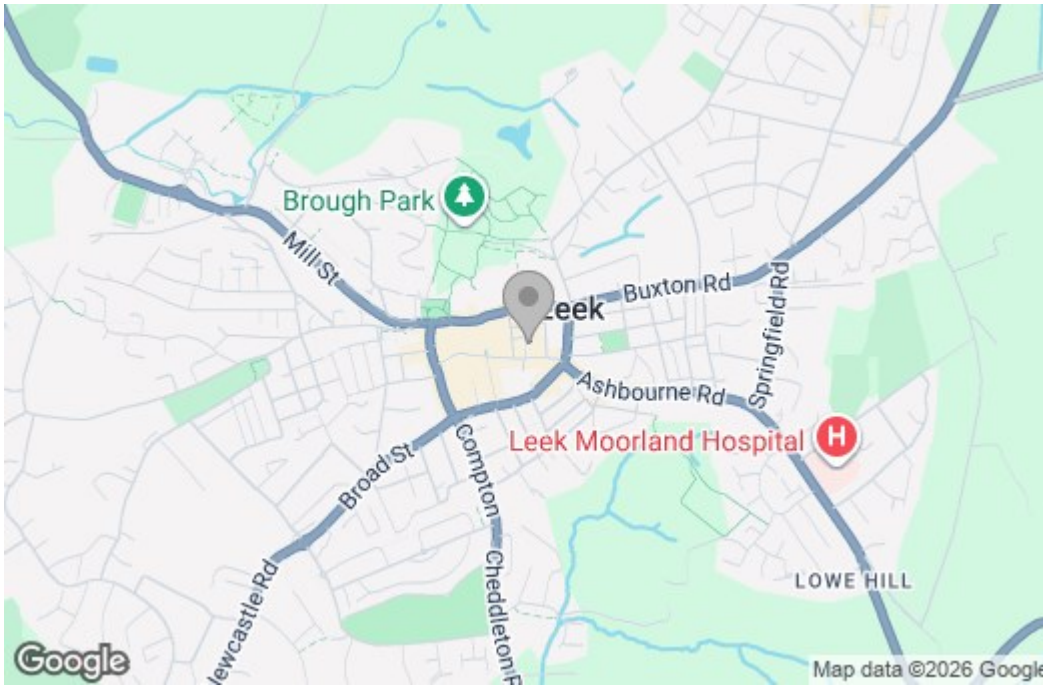 Brough Park
Mill St
Buxton Rd
Leek
Springfield Rd
Ashbourne Rd
Leek Moorland Hospital
H
Broad St
Compton
Cheddleton R
Newcastle Rd
LOWE HILL
Google
Map data ©2026 Google